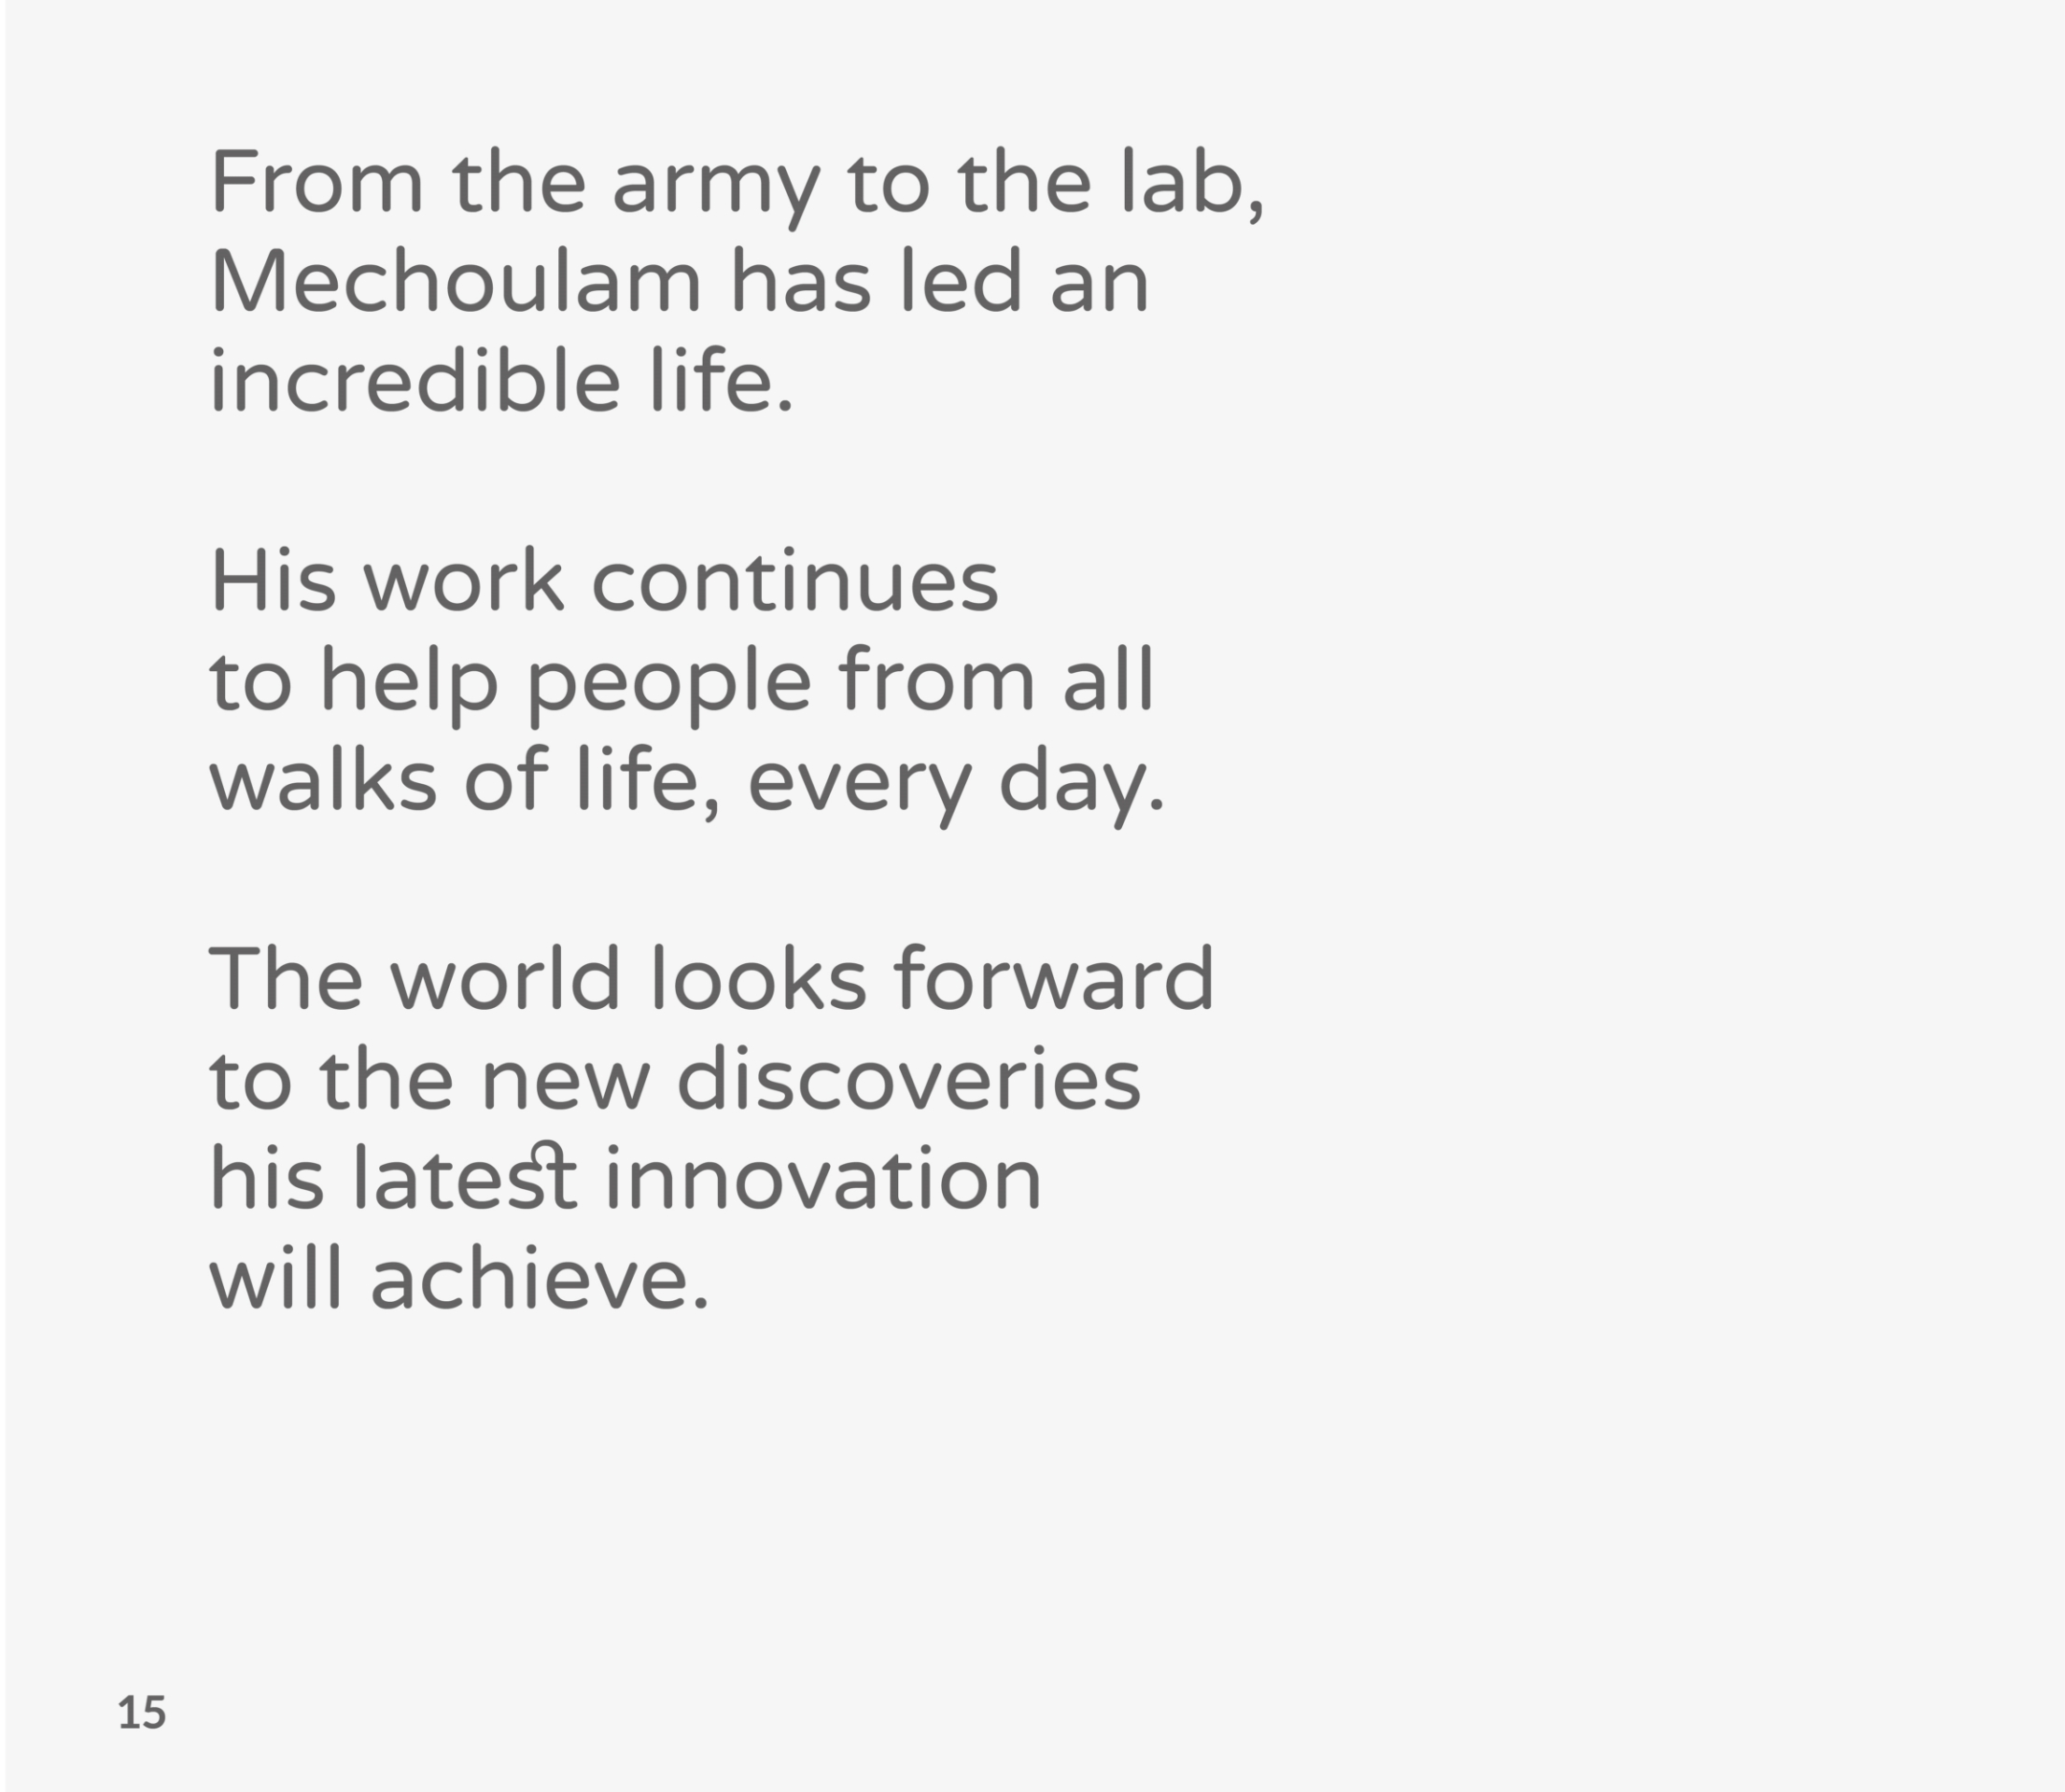 From the army to the lab,
Mechoulam has led an
incredible life.
His work continues
to help people from all
walks of life, every day.
The world looks forward
to the new discoveries
his latest innovation
will achieve.
15